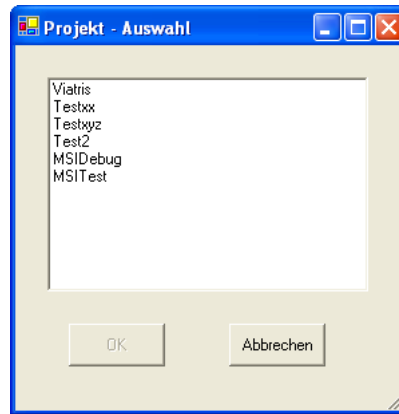 Projekt - Auswahl
Viatris
Testxx
Testxyz
Test2
MSIDebug
MSITest
OK
Abbrechen